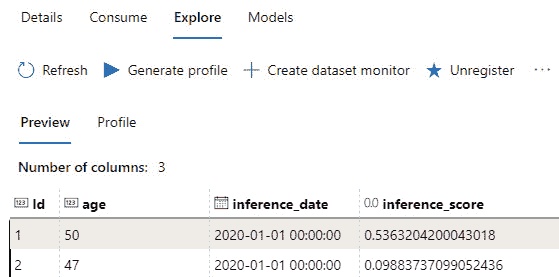 Details Consume Explore Models
Refresh Generate profile Create dataset monitor Unregister ...
Preview Profile
Number of columns: 3
123 Id 123 age inference_date 0.0 inference_score
1 50 2020-01-01 00:00:00 0.5363204200043018
2 47 2020-01-01 00:00:00 0.09883737099052436